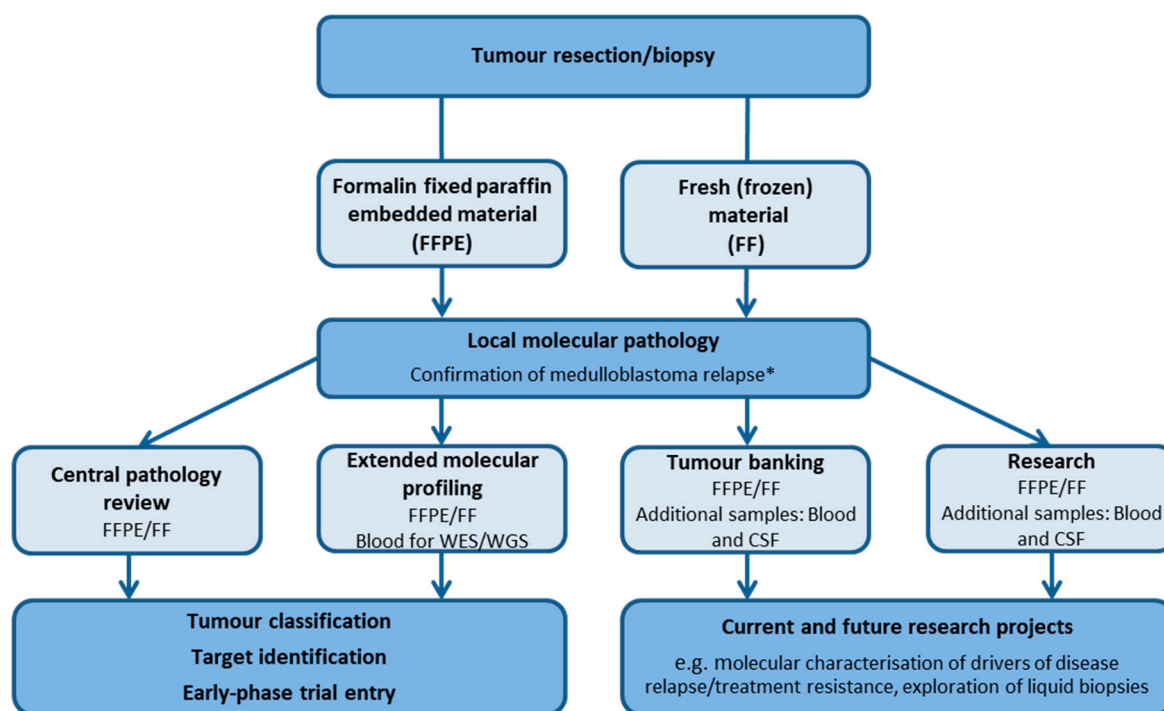 Tumour resection/biopsy
Formalin fixed paraffin
embedded material
(FFPE)
Fresh (frozen)
material
(FF)
Local molecular pathology
Confirmation of medulloblastoma relapse*
Central pathology
review
FFPE/FF
Extended molecular
profiling
FFPE/FF
Blood for WES/WGS
Tumour banking
FFPE/FF
Additional samples: Blood
and CSF
Research
FFPE/FF
Additional samples: Blood
and CSF
Tumour classification
Target identification
Early-phase trial entry
Current and future research projects
e.g. molecular characterisation of drivers of disease
relapse/treatment resistance, exploration of liquid biopsies